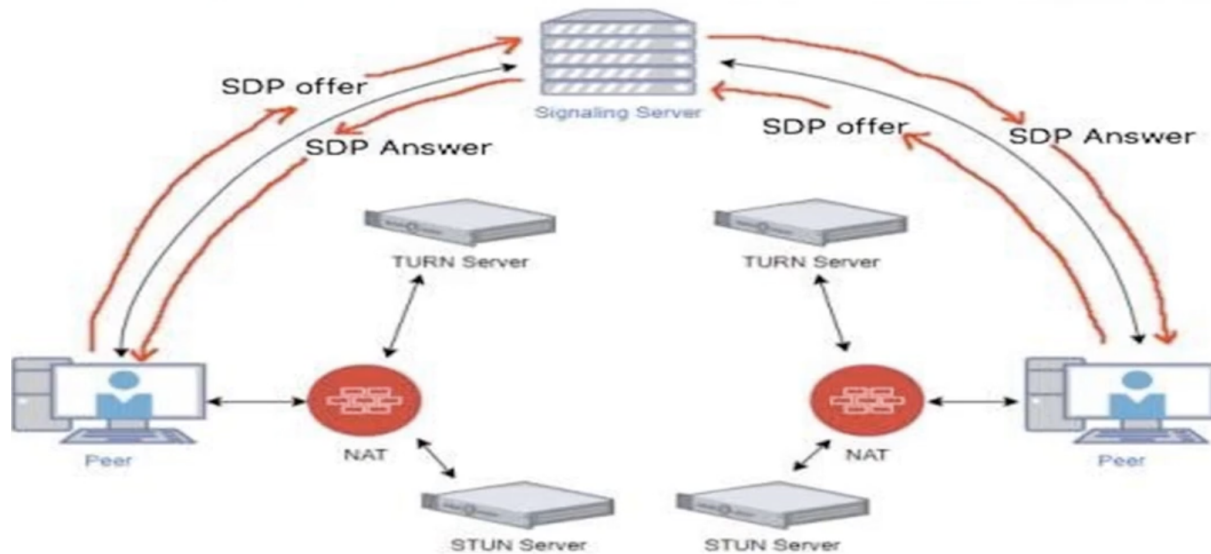 SDP offer
Signaling Server
SDP offer
SDP Answer
SDP Answer
TURN Server
TURN Server
Peer
NAT
NAT
Peer
STUN Server
STUN Server